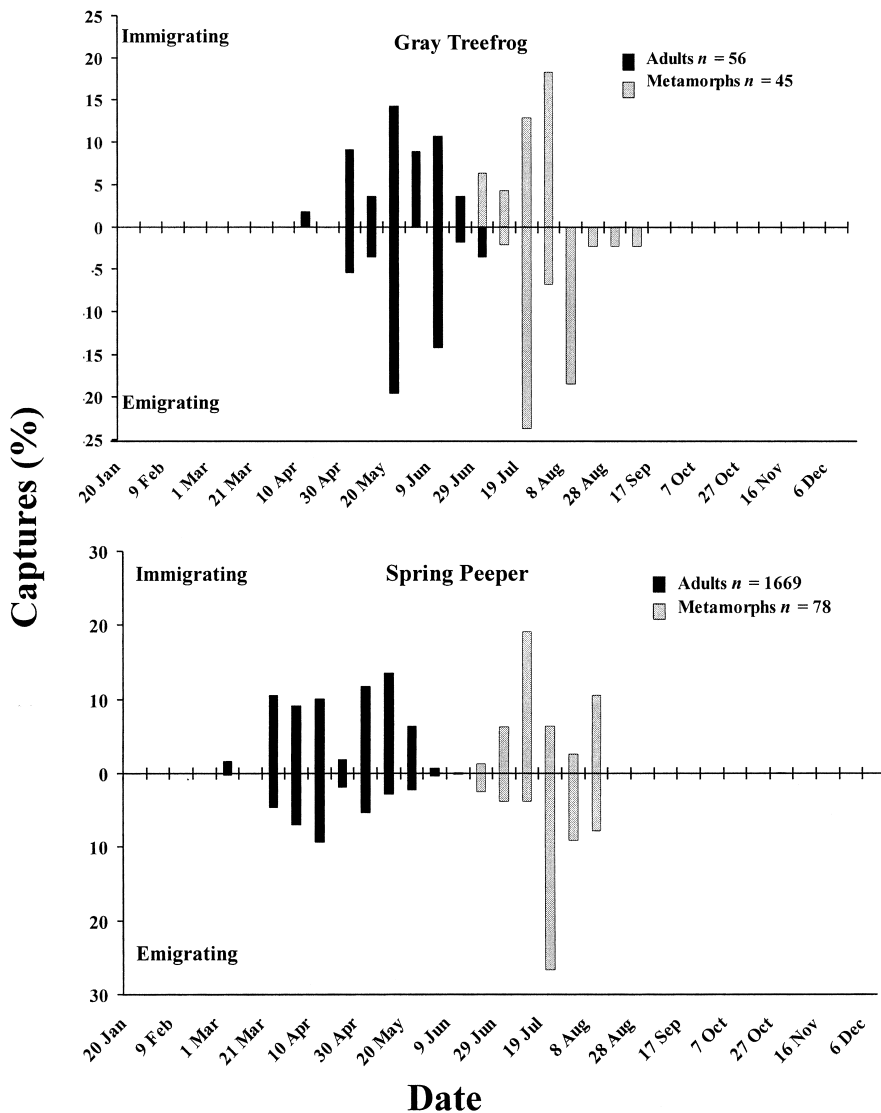 25
Immigrating
Gray Treefrog
Adults n = 56
Metamorphs n = 45
20
15
10
5
0
-5
-10
-15
-20
-25
Emigrating
20 Jan
9 Feb
1 Mar
21 Mar
10 Apr
30 Apr
20 May
9 Jun
29 Jun
19 Jul
8 Aug
28 Aug
17 Sep
7 Oct
27 Oct
16 Nov
6 Dec
Captures (%)
30
Immigrating
Spring Peeper
Adults n = 1669
Metamorphs n = 78
20
10
0
10
20
Emigrating
30
20 Jan
9 Feb
1 Mar
21 Mar
10 Apr
30 Apr
20 May
9 Jun
29 Jun
19 Jul
8 Aug
28 Aug
17 Sep
7 Oct
27 Oct
16 Nov
6 Dec
Date